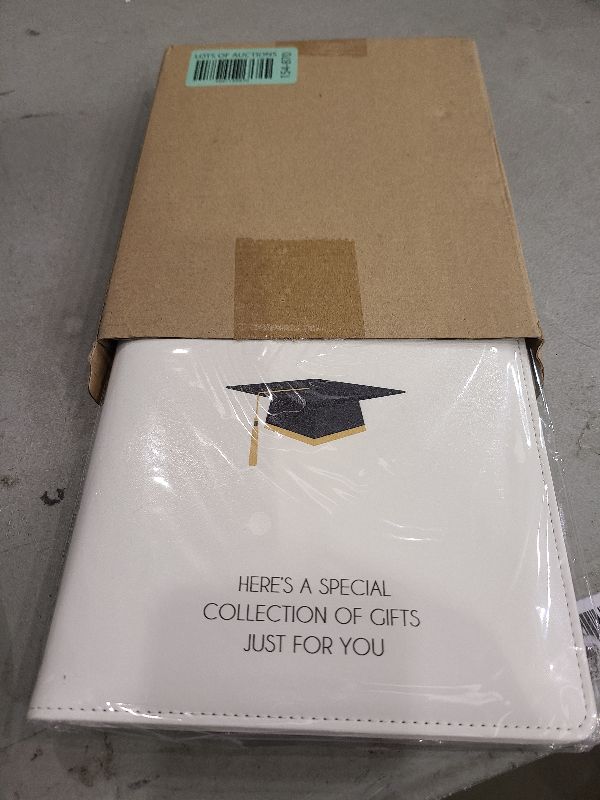 LOTS OF AUCTIONS
154-870
HERE'S A SPECIAL
COLLECTION OF GIFTS
JUST FOR YOU